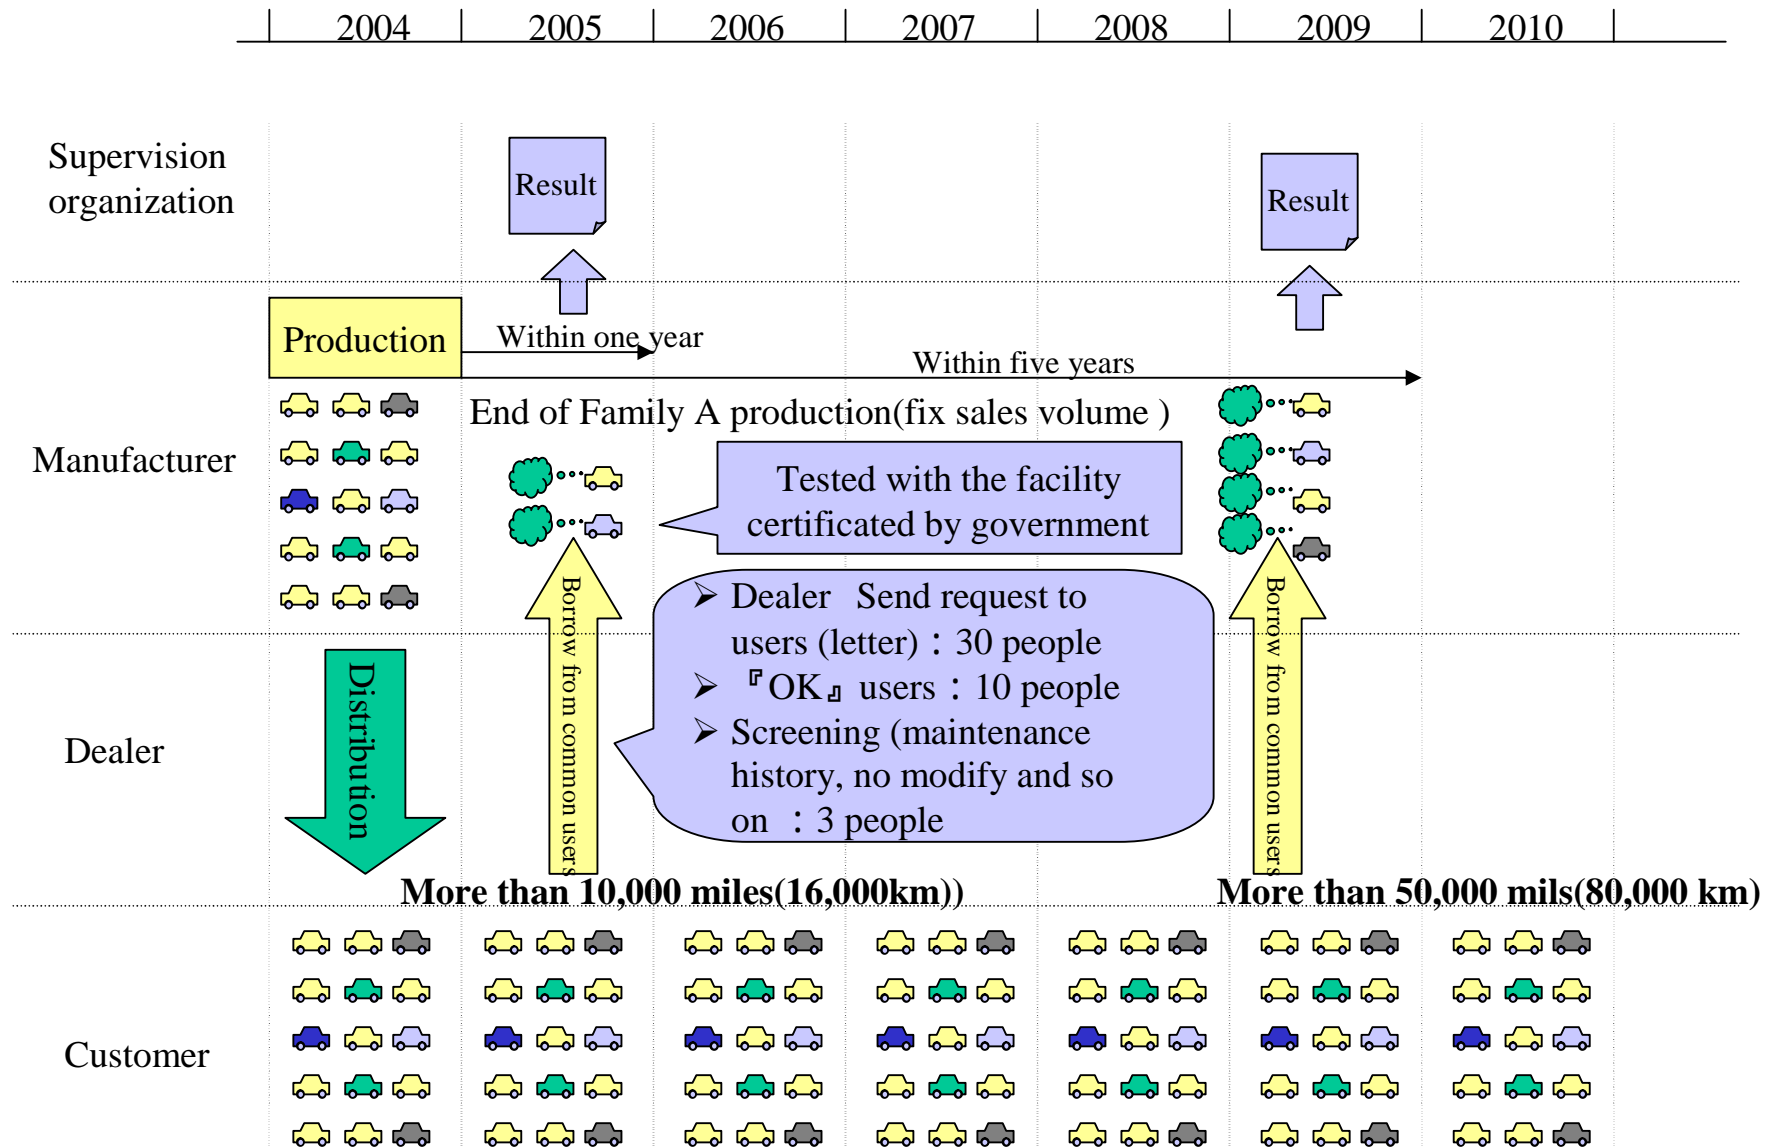 2004 2005 2006 2007 2008 2009 2010
Supervision
organization
Result
Result
Production
Within one year
Within five years
End of Family A production(fix sales volume )
Manufacturer
Tested with the facility
certificated by government
➢ Dealer Send request to
users (letter)：30 people
➢ 『OK』 users：10 people
➢ Screening (maintenance
history, no modify and so
on ：3 people
Borrow from common users
Borrow from common users
Distribution
Dealer
More than 10,000 miles(16,000km))
More than 50,000 mils(80,000 km)
Customer